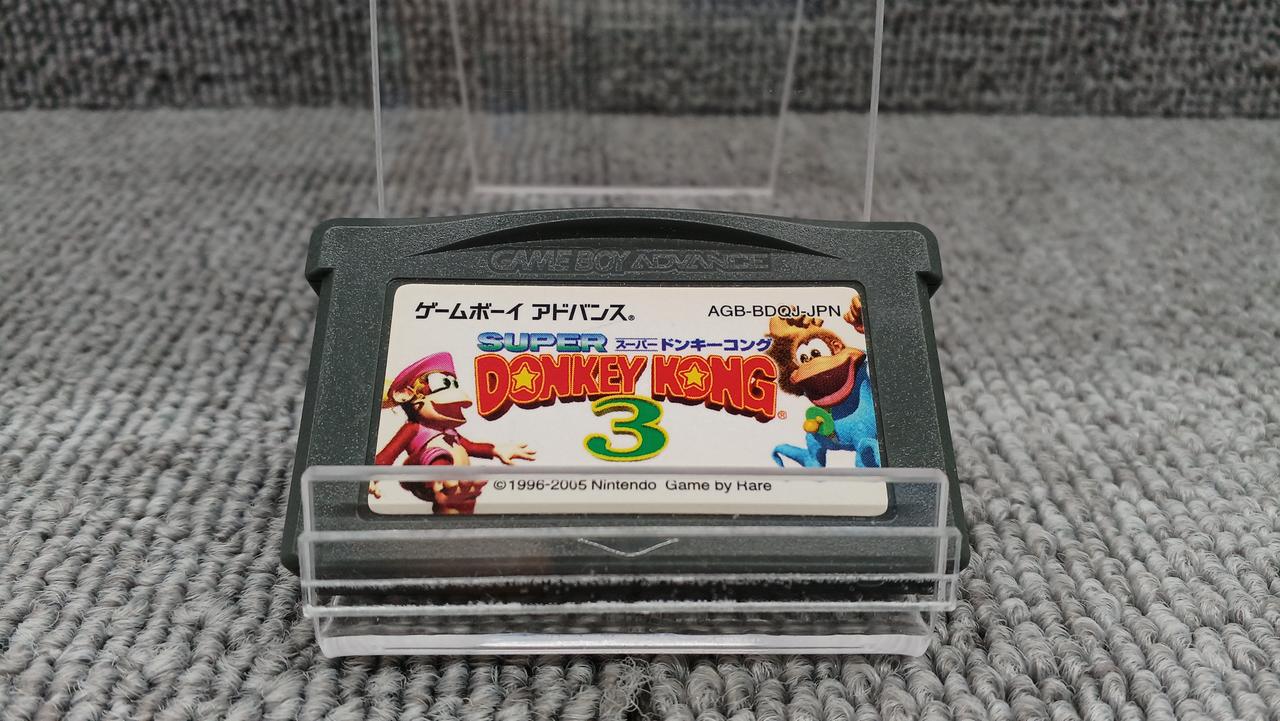 GAME BOY ADVANCE
ゲームボーイ アドバンス® AGB-BDQJ-JPN
SUPER スーパードンキーコング
DONKEY KONG®
3
©1996-2005 Nintendo Game by Rare